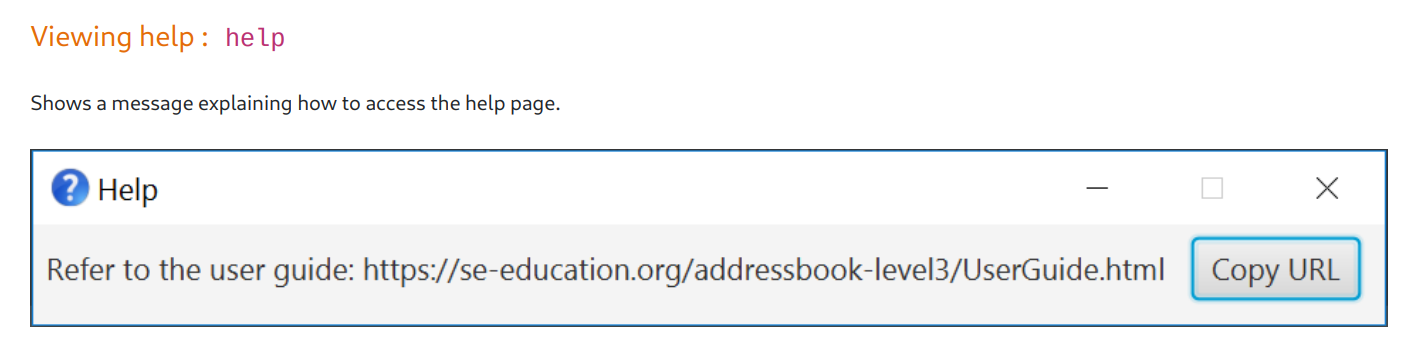 Viewing help : help
Shows a message explaining how to access the help page.
Help
Refer to the user guide: https://se-education.org/addressbook-level3/UserGuide.html Copy URL